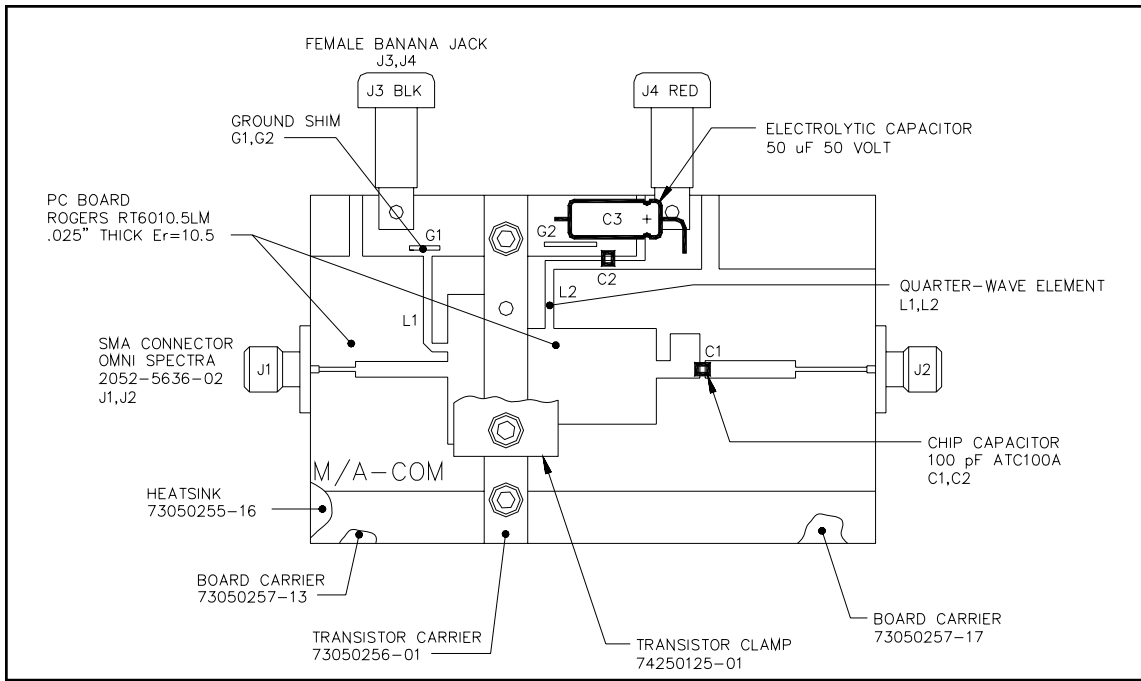 FEMALE BANANA JACK
J3,J4
J3 BLK
J4 RED
GROUND SHIM
G1,G2
ELECTROLYTIC CAPACITOR
50 uF 50 VOLT
PC BOARD
ROGERS RT6010.5LM
.025" THICK Er=10.5
C3
+
G1
G2
C2
L2
QUARTER-WAVE ELEMENT
L1,L2
L1
SMA CONNECTOR
OMNI SPECTRA
2052-5636-02
J1,J2
J1
C1
J2
CHIP CAPACITOR
100 pF ATC100A
C1,C2
M/A-COM
HEATSINK
73050255-16
BOARD CARRIER
73050257-13
TRANSISTOR CARRIER
73050256-01
TRANSISTOR CLAMP
74250125-01
BOARD CARRIER
73050257-17